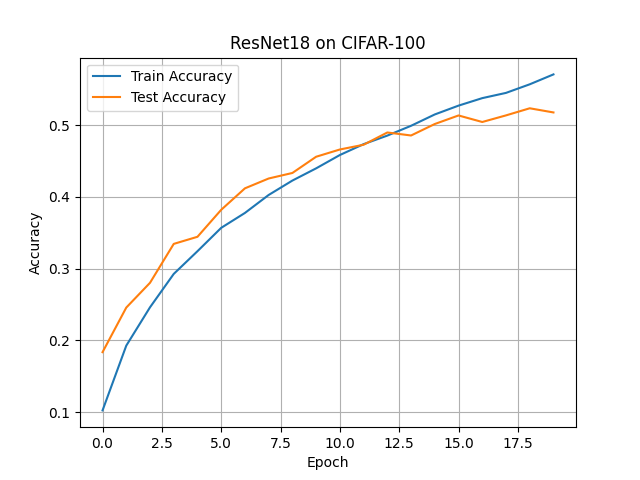 ResNet18 on CIFAR-100
Train Accuracy
Test Accuracy
0.5
0.4
0.3
0.2
0.1
Accuracy
0.0 2.5 5.0 7.5 10.0 12.5 15.0 17.5
Epoch